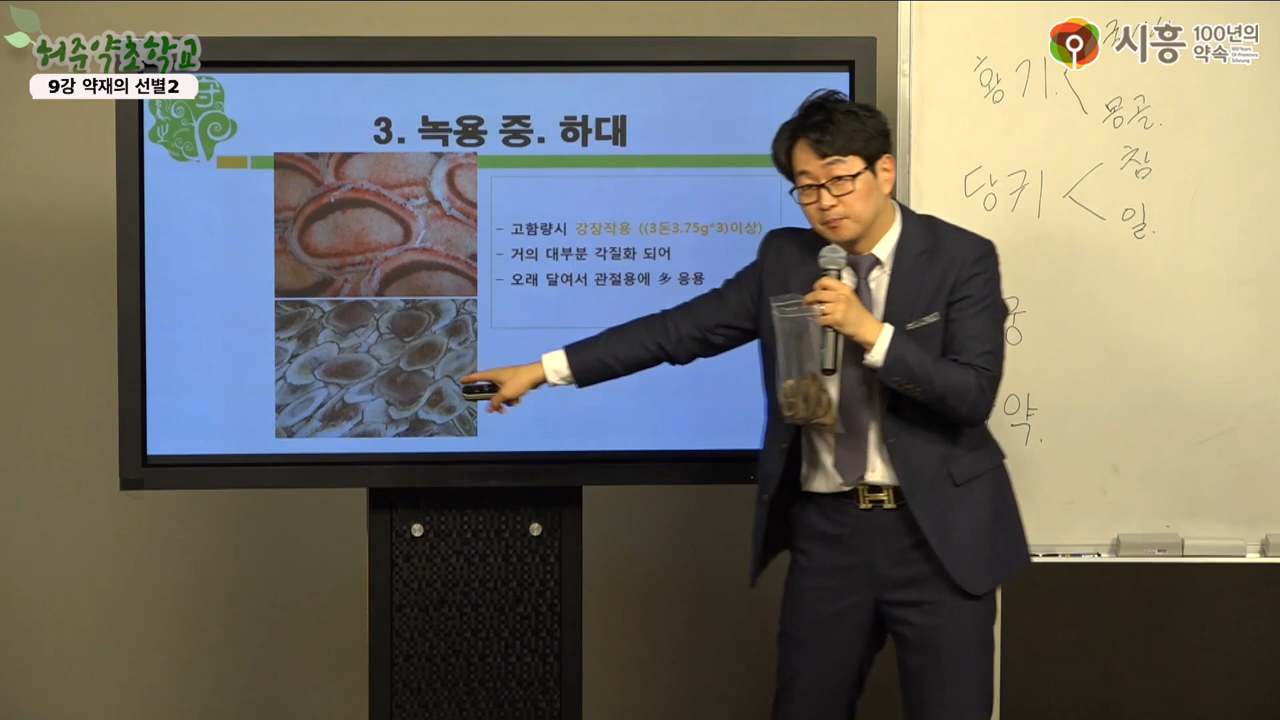 허준약초학교
9강 약재의 선별2
3. 녹용 중. 하대
- 고함량시 강장작용 ((3돈3.75g*3)이상)
- 거의 대부분 각질화 되어
- 오래 달여서 관절용에 多 응용
시흥 100년의 약속
황기
몽골.
당귀
참
일.
궁
약.